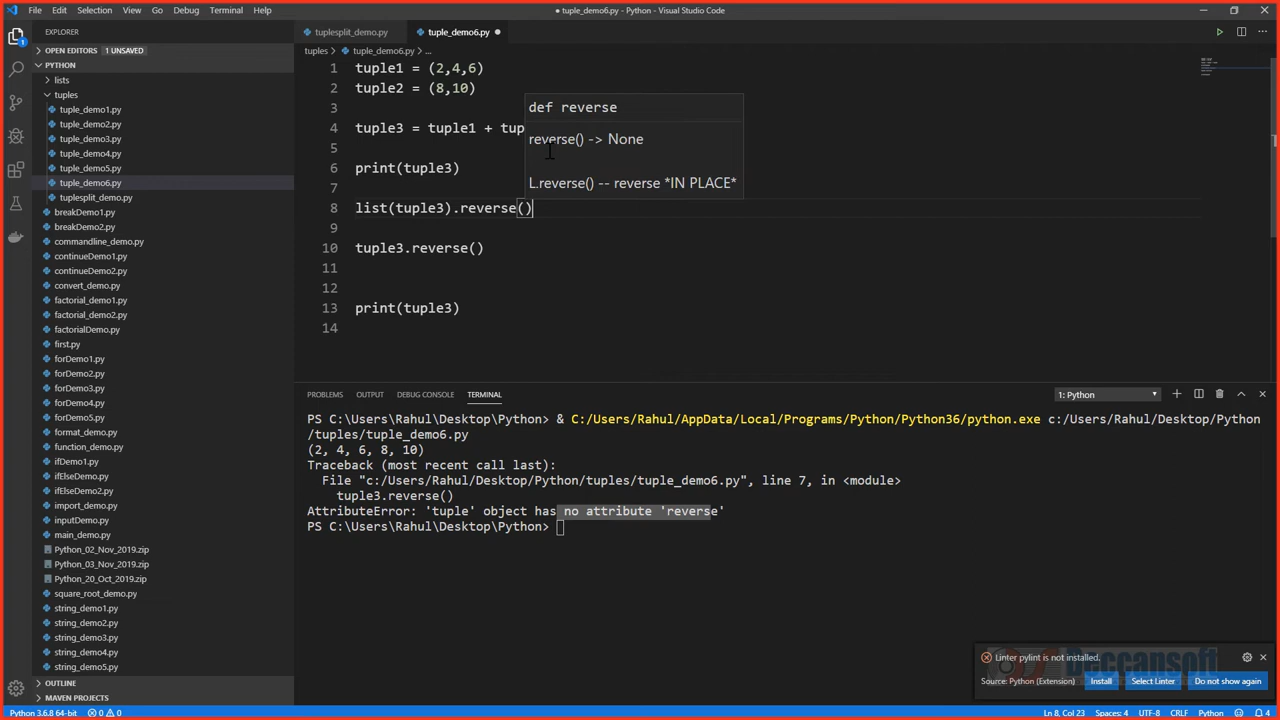 File Edit Selection View Go Debug Terminal Help
● tuple_demo6.py - Python - Visual Studio Code
EXPLORER
OPEN EDITORS 1 UNSAVED
PYTHON
lists
tuples
tuple_demo1.py
tuple_demo2.py
tuple_demo3.py
tuple_demo4.py
tuple_demo5.py
tuple_demo6.py
tuplesplit_demo.py
breakDemo1.py
breakDemo2.py
commandline_demo.py
continueDemo1.py
continueDemo2.py
convert_demo.py
factorial_demo1.py
factorial_demo2.py
factorialDemo.py
first.py
forDemo1.py
forDemo2.py
forDemo3.py
forDemo4.py
forDemo5.py
format_demo.py
function_demo.py
ifDemo1.py
ifElseDemo1.py
ifElseDemo2.py
import_demo.py
inputDemo.py
main_demo.py
Python_02_Nov_2019.zip
Python_03_Nov_2019.zip
Python_20_Oct_2019.zip
square_root_demo.py
string_demo1.py
string_demo2.py
string_demo3.py
string_demo4.py
string_demo5.py
OUTLINE
MAVEN PROJECTS
tuplesplit_demo.py tuple_demo6.py ●
tuples > tuple_demo6.py > ...
1 tuple1 = (2,4,6)
2 tuple2 = (8,10)
3
4 tuple3 = tuple1 + tup
5
6 print(tuple3)
7
8 list(tuple3).reverse()
9
10 tuple3.reverse()
11
12
13 print(tuple3)
14
def reverse
reverse() -> None
L.reverse() -- reverse *IN PLACE*
PROBLEMS OUTPUT DEBUG CONSOLE TERMINAL
1: Python
PS C:\Users\Rahul\Desktop\Python> & C:/Users/Rahul/AppData/Local/Programs/Python/Python36/python.exe c:/Users/Rahul/Desktop/Python
/tuples/tuple_demo6.py
(2, 4, 6, 8, 10)
Traceback (most recent call last):
File "c:/Users/Rahul/Desktop/Python/tuples/tuple_demo6.py", line 7, in <module>
tuple3.reverse()
AttributeError: 'tuple' object has no attribute 'reverse'
PS C:\Users\Rahul\Desktop\Python>
Linter pylint is not installed.
Source: Python (Extension) Install Select Linter Do not show again
Deccansoft
Python 3.6.8 64-bit 0 0 Ln 8, Col 23 Spaces: 4 UTF-8 CRLF Python 4